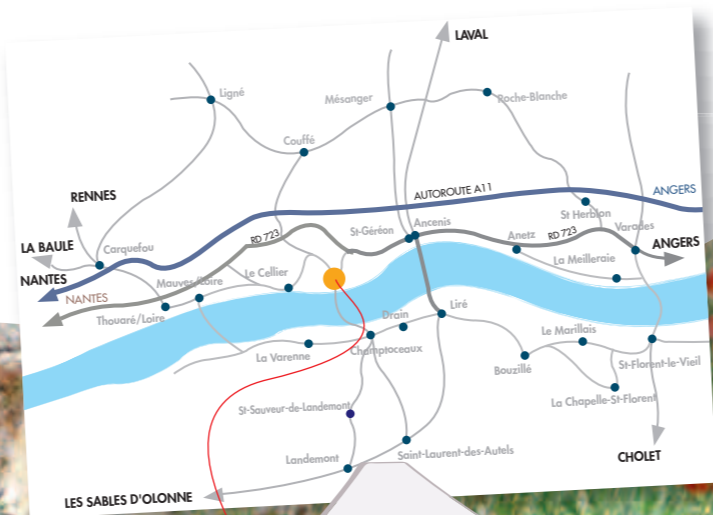 LAVAL
Ligné
Mésanger
Roche-Blanche
Couffé
RENNES
AUTOROUTE A11
ANGERS
St Herblon
LA BAULE
Carquefou
RD 723
St-Géréon
Ancenis
Anetz
RD 723
Varades
ANGERS
NANTES
NANTES
Mauves/Loire
Le Cellier
La Meilleraie
Thouaré/Loire
Drain
Liré
Champtoceaux
Le Marillais
La Varenne
Bouzillé
St-Florent-le-Vieil
St-Sauveur-de-Landemont
La Chapelle-St-Florent
Landemont
Saint-Laurent-des-Autels
CHOLET
LES SABLES D'OLONNE